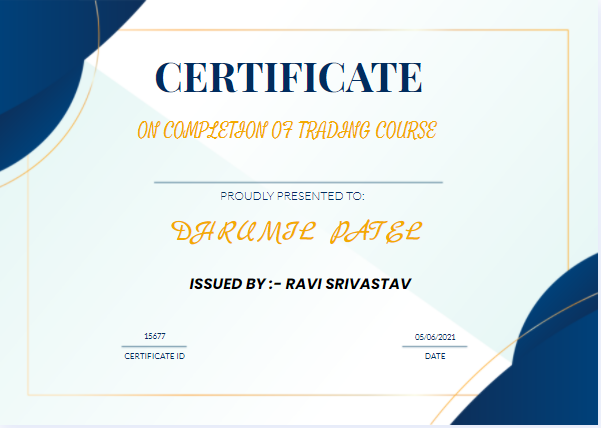 CERTIFICATE
ON COMPLETION OF TRADING COURSE
PROUDLY PRESENTED TO:
DHRUMIL PATEL
ISSUED BY :- RAVI SRIVASTAV
15677
CERTIFICATE ID
05/06/2021
DATE